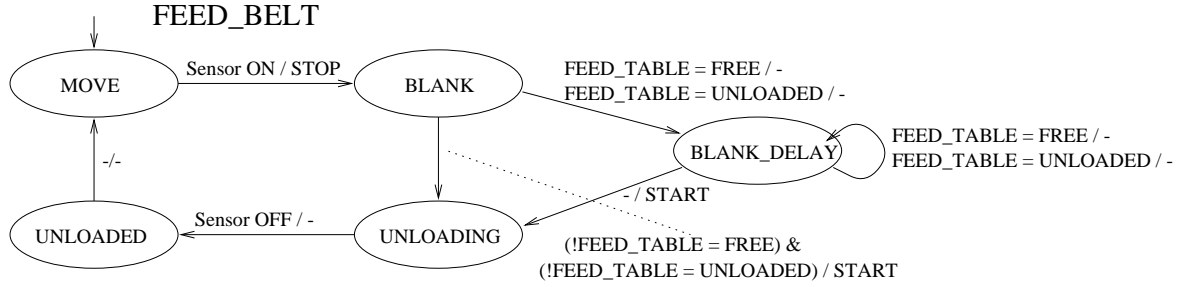 FEED_BELT
MOVE
Sensor ON / STOP
BLANK
FEED_TABLE = FREE / -
FEED_TABLE = UNLOADED / -
BLANK_DELAY
FEED_TABLE = FREE / -
FEED_TABLE = UNLOADED / -
-/-
- / START
UNLOADED
Sensor OFF / -
UNLOADING
(!FEED_TABLE = FREE) &
(!FEED_TABLE = UNLOADED) / START